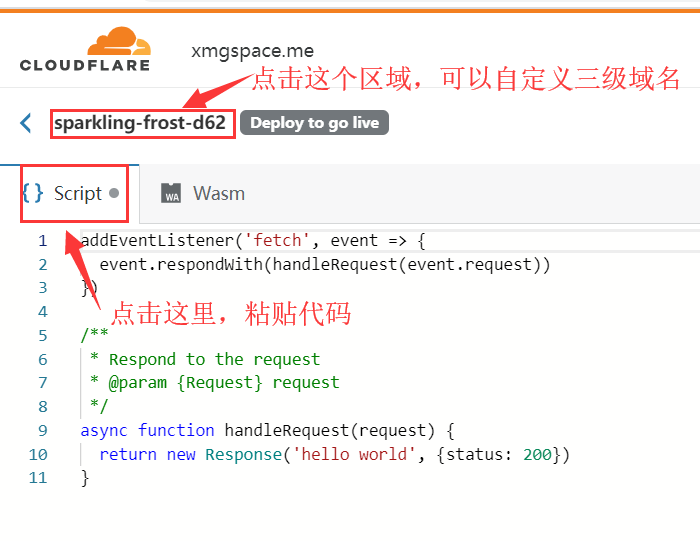 CLOUDFLARE
xmgspace.me
点击这个区域，可以自定义三级域名
sparkling-frost-d62 Deploy to go live
{} Script
WA Wasm
1 addEventListener('fetch', event => {
2 event.respondWith(handleRequest(event.request))
3 })
点击这里，粘贴代码
4
5 /**
6 * Respond to the request
7 * @param {Request} request
8 */
9 async function handleRequest(request) {
10 return new Response('hello world', {status: 200})
11 }